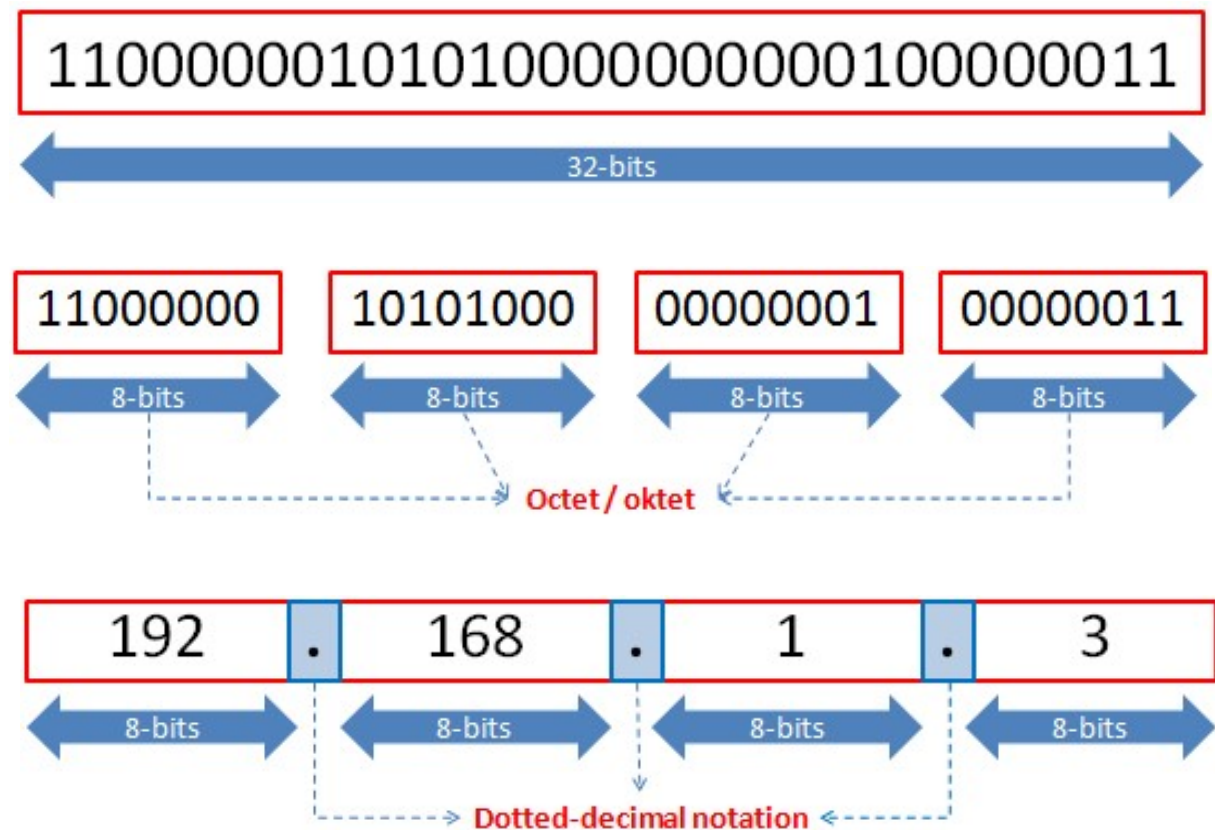 11000000101010000000000100000011
32-bits
11000000 10101000 00000001 00000011
8-bits 8-bits 8-bits 8-bits
Octet / oktet
192 . 168 . 1 . 3
8-bits 8-bits 8-bits 8-bits
Dotted-decimal notation